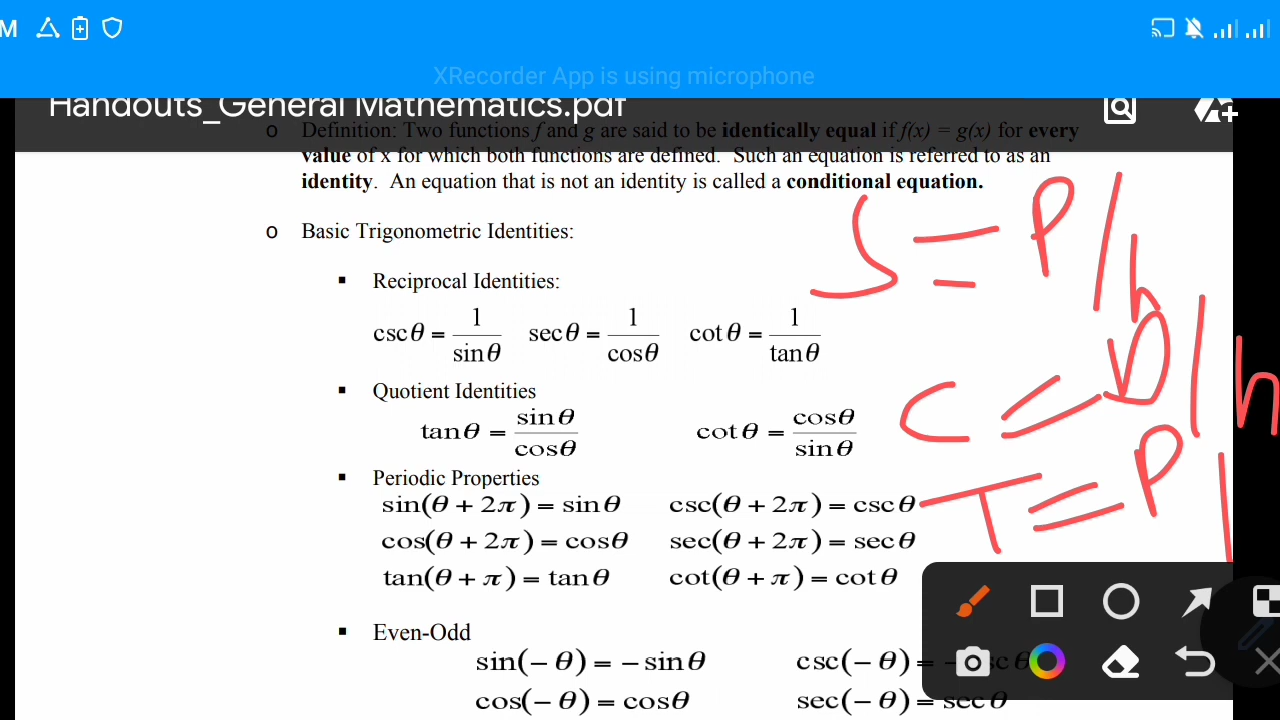 M
XRecorder App is using microphone
Handouts_General Mathematics.pdf
o Definition: Two functions f and g are said to be identically equal if f(x) = g(x) for every
value of x for which both functions are defined. Such an equation is referred to as an
identity. An equation that is not an identity is called a conditional equation.
o Basic Trigonometric Identities:
▪ Reciprocal Identities:
cscθ = 1/sinθ secθ = 1/cosθ cotθ = 1/tanθ
▪ Quotient Identities
tanθ = sinθ/cosθ cotθ = cosθ/sinθ
▪ Periodic Properties
sin(θ + 2π) = sinθ csc(θ + 2π) = cscθ
cos(θ + 2π) = cosθ sec(θ + 2π) = secθ
tan(θ + π) = tanθ cot(θ + π) = cotθ
▪ Even-Odd
sin(−θ) = −sinθ csc(−θ) = −cscθ
cos(−θ) = cosθ sec(−θ) = secθ
S = P/h
C = b/h
T = P/